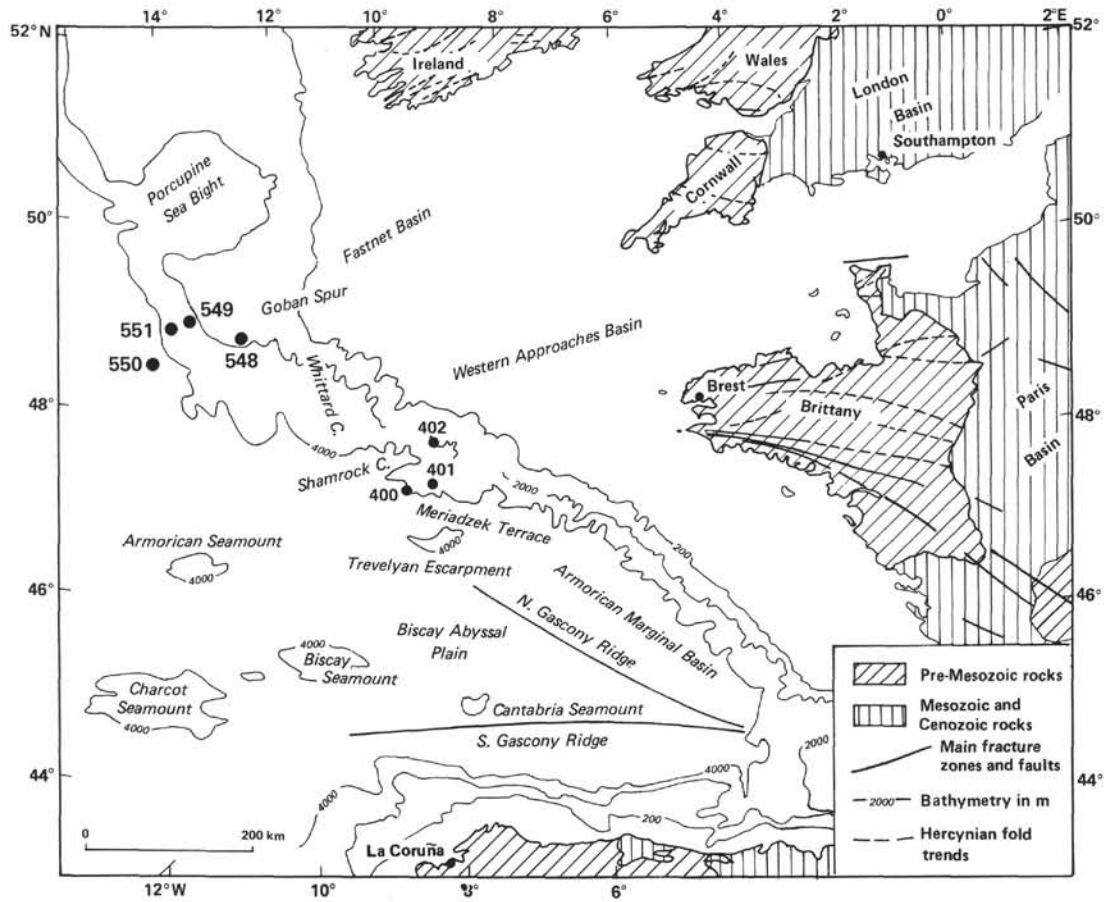 14° 10° 8° 6° 4° 2° 0° 2°E
52°N
52°
Ireland
Wales
London
Basin
Southampton
Porcupine
Sea Bight
Cornwall
50°
50°
Fastnet Basin
549
Goban Spur
551
550
548
Western Approaches Basin
Whittard C.
Brest
Paris
Basin
48°
48°
Brittany
402
4000
Shamrock C.
401
400
2000
Meriadzek Terrace
200
Armorican Seamount
4000
4000
Trevelyan Escarpment
46°
46°
Armorican Marginal Basin
N. Gascony Ridge
Biscay Abyssal
Plain
4000
Biscay
Seamount
Charcot
Seamount
4000
Cantabria Seamount
S. Gascony Ridge
2000
44°
44°
4000
4000
2000
200
0 200 km
La Coruña
12°W 10° 8° 6°
Pre-Mesozoic rocks
Mesozoic and
Cenozoic rocks
Main fracture
zones and faults
2000 Bathymetry in m
Hercynian fold
trends